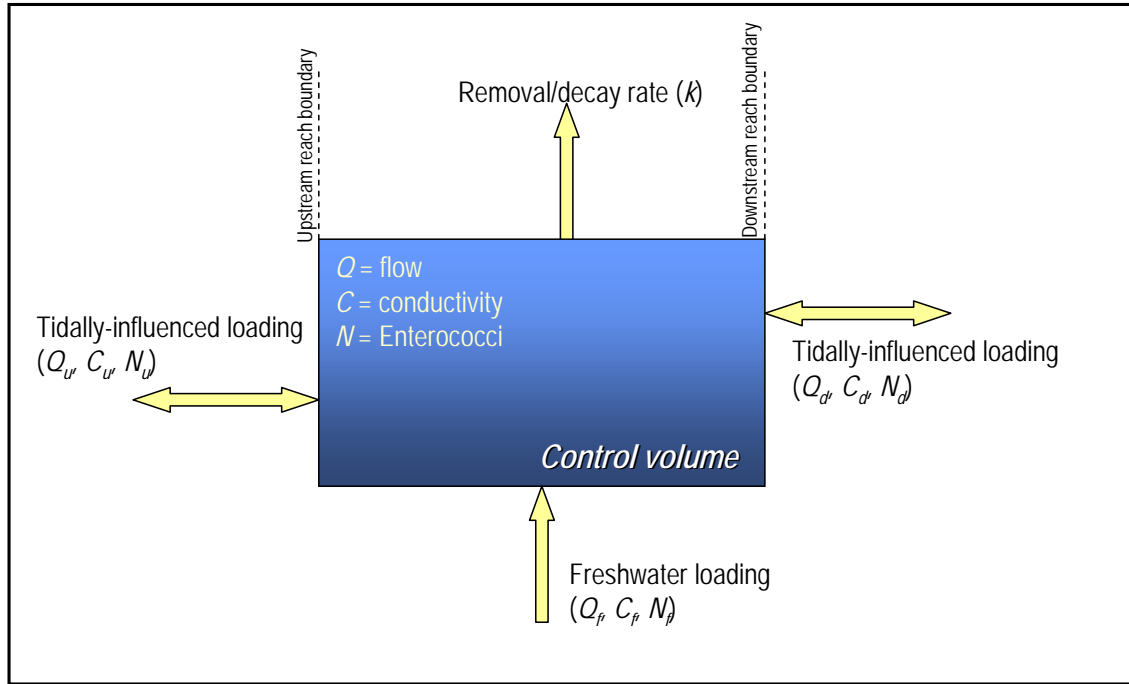 Upstream reach boundary
Downstream reach boundary
Removal/decay rate (k)
Q = flow
C = conductivity
N = Enterococci
Tidally-influenced loading
(Qu, Cu, Nu)
Tidally-influenced loading
(Qd, Cd, Nd)
Control volume
Freshwater loading
(Qf, Cf, Nf)